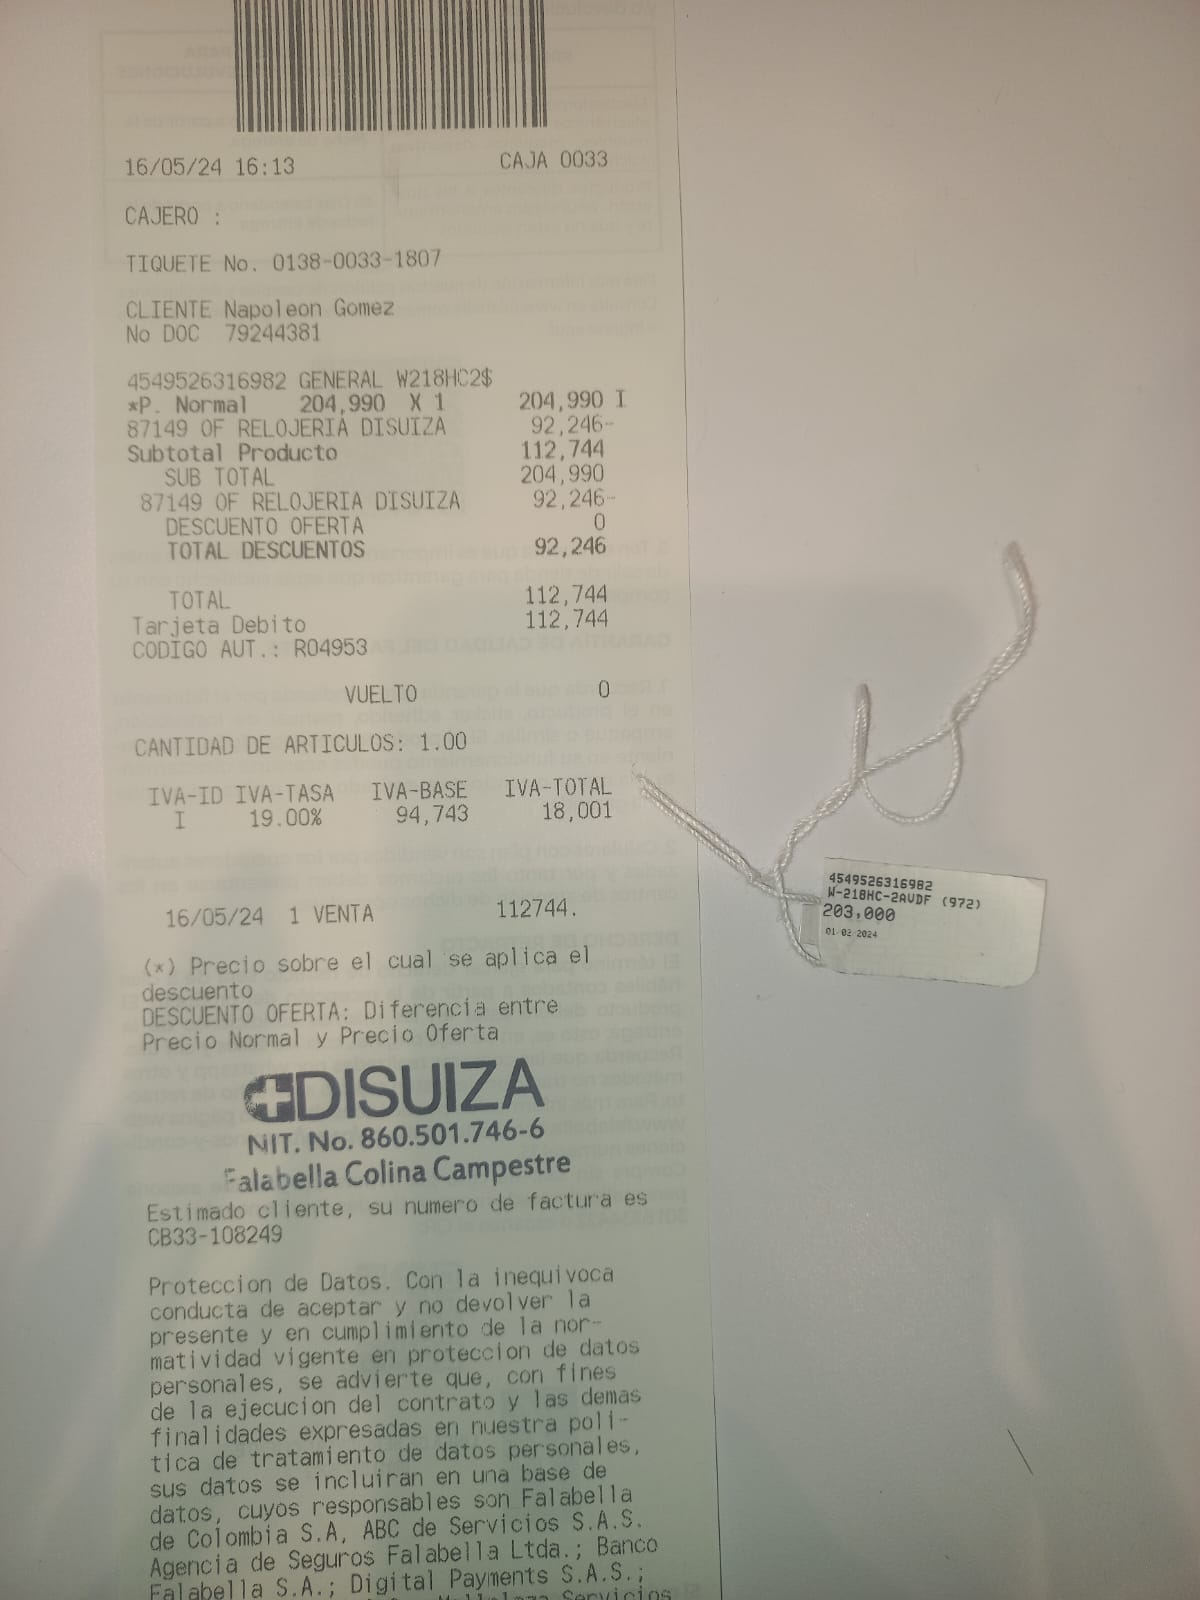 16/05/24 16:13 CAJA 0033
CAJERO :
TIQUETE No. 0138-0033-1807
CLIENTE Napoleon Gomez
No DOC 79244381
4549526316982 GENERAL W218HC2$
*P. Normal 204,990 X 1 204,990 I
87149 OF RELOJERIA DISUIZA 92,246-
Subtotal Producto 112,744
SUB TOTAL 204,990
87149 OF RELOJERIA DISUIZA 92,246-
DESCUENTO OFERTA 0
TOTAL DESCUENTOS 92,246
TOTAL 112,744
Tarjeta Debito 112,744
CODIGO AUT.: R04953
VUELTO 0
CANTIDAD DE ARTICULOS: 1.00
IVA-ID IVA-TASA IVA-BASE IVA-TOTAL
I 19.00% 94,743 18,001
16/05/24 1 VENTA 112744.
(*) Precio sobre el cual se aplica el
descuento
DESCUENTO OFERTA: Diferencia entre
Precio Normal y Precio Oferta
DISUIZA
NIT. No. 860.501.746-6
Falabella Colina Campestre
Estimado cliente, su numero de factura es
CB33-108249
Proteccion de Datos. Con la inequivoca
conducta de aceptar y no devolver la
presente y en cumplimiento de la nor-
matividad vigente en proteccion de datos
personales, se advierte que, con fines
de la ejecucion del contrato y las demas
finalidades expresadas en nuestra poli-
tica de tratamiento de datos personales,
sus datos se incluiran en una base de
datos, cuyos responsables son Falabella
de Colombia S.A, ABC de Servicios S.A.S.
Agencia de Seguros Falabella Ltda.; Banco
Falabella S.A.; Digital Payments S.A.S.;
Servicios
4549526316982
W-218HC-2AVDF (972)
203,000
01-02-2024